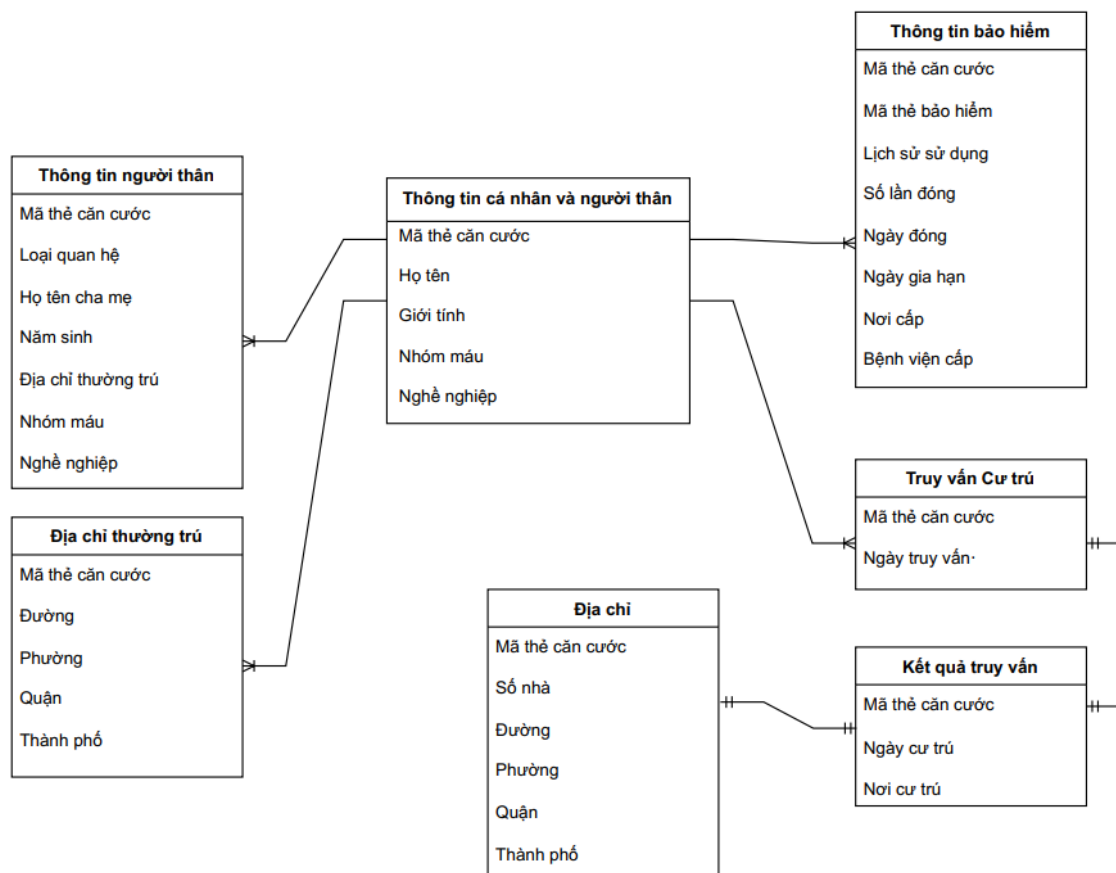 Thông tin người thân
Mã thẻ căn cước
Loại quan hệ
Họ tên cha mẹ
Năm sinh
Địa chỉ thường trú
Nhóm máu
Nghề nghiệp
Địa chỉ thường trú
Mã thẻ căn cước
Đường
Phường
Quận
Thành phố
Thông tin cá nhân và người thân
Mã thẻ căn cước
Họ tên
Giới tính
Nhóm máu
Nghề nghiệp
Địa chỉ
Mã thẻ căn cước
Số nhà
Đường
Phường
Quận
Thành phố
Thông tin bảo hiểm
Mã thẻ căn cước
Mã thẻ bảo hiểm
Lịch sử sử dụng
Số lần đóng
Ngày đóng
Ngày gia hạn
Nơi cấp
Bệnh viện cấp
Truy vấn Cư trú
Mã thẻ căn cước
Ngày truy vấn·
Kết quả truy vấn
Mã thẻ căn cước
Ngày cư trú
Nơi cư trú